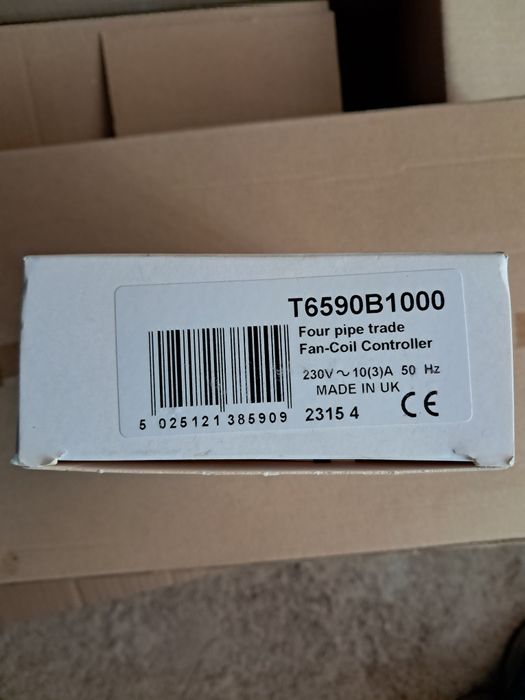 T6590B1000
Four pipe trade
Fan-Coil Controller
230V ~ 10(3)A 50 Hz
MADE IN UK
5 025121 385909
2315 4
CE